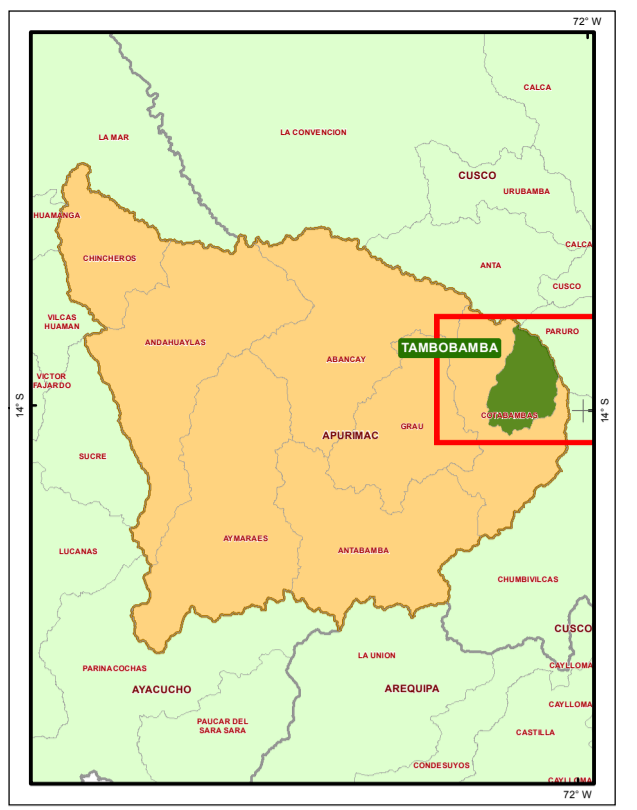 72° W
CALCA
LA MAR
LA CONVENCION
CUSCO
URUBAMBA
HUAMANGA
CALCA
CHINCHEROS
ANTA
CUSCO
VILCAS
HUAMAN
PARURO
ANDAHUAYLAS
TAMBOBAMBA
ABANCAY
VICTOR
FAJARDO
14° S
14° S
COTABAMBAS
GRAU
APURIMAC
SUCRE
AYMARAES
ANTABAMBA
LUCANAS
CHUMBIVILCAS
CUSCO
LA UNION
CAYLLOMA
PARINACOCHAS
AYACUCHO
AREQUIPA
CAYLLOMA
PAUCAR DEL
SARA SARA
CASTILLA
CONDESUYOS
CAYLLOMA
72° W